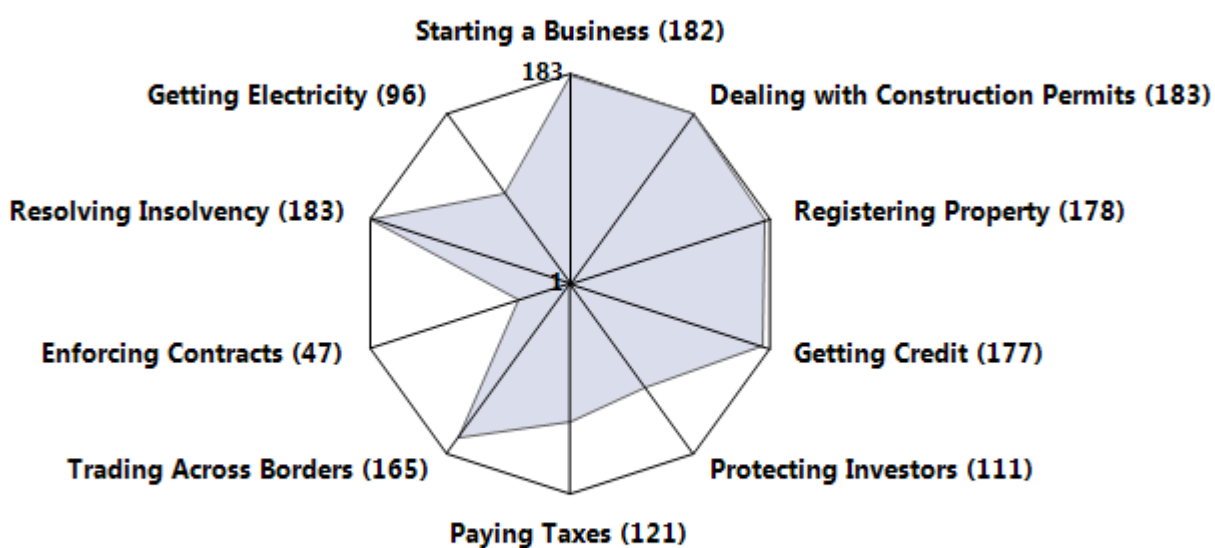 Starting a Business (182)
183
Getting Electricity (96)
Dealing with Construction Permits (183)
Resolving Insolvency (183)
Registering Property (178)
1
Enforcing Contracts (47)
Getting Credit (177)
Trading Across Borders (165)
Protecting Investors (111)
Paying Taxes (121)